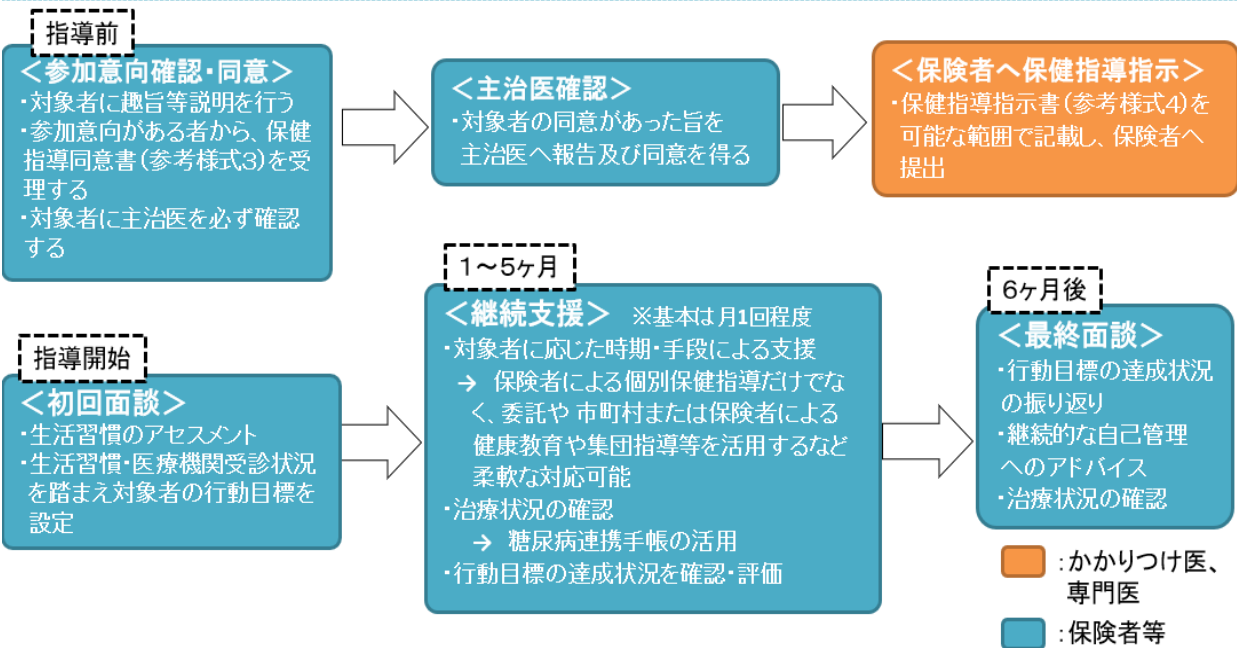 指導前
＜参加意向確認・同意＞
・対象者に趣旨等説明を行う
・参加意向がある者から、保健
指導同意書(参考様式3)を受
理する
・対象者に主治医を必ず確認
する
＜主治医確認＞
・対象者の同意があった旨を
主治医へ報告及び同意を得る
＜保険者へ保健指導指示＞
・保健指導指示書(参考様式4)を
可能な範囲で記載し、保険者へ
提出
指導開始
＜初回面談＞
・生活習慣のアセスメント
・生活習慣・医療機関受診状況
を踏まえ対象者の行動目標を
設定
1～5ヶ月
＜継続支援＞ ※基本は月1回程度
・対象者に応じた時期・手段による支援
→ 保険者による個別保健指導だけでな
く、委託や 市町村または保険者による
健康教育や集団指導等を活用するなど
柔軟な対応可能
・治療状況の確認
→ 糖尿病連携手帳の活用
・行動目標の達成状況を確認・評価
6ヶ月後
＜最終面談＞
・行動目標の達成状況
の振り返り
・継続的な自己管理
へのアドバイス
・治療状況の確認
：かかりつけ医、
専門医
：保険者等